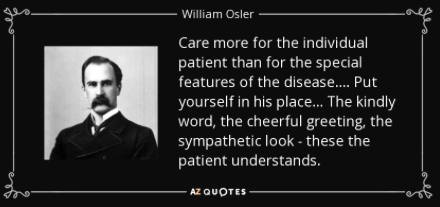 William Osler
Care more for the individual
patient than for the special
features of the disease.... Put
yourself in his place... The kindly
word, the cheerful greeting, the
sympathetic look - these the
patient understands.
AZ QUOTES